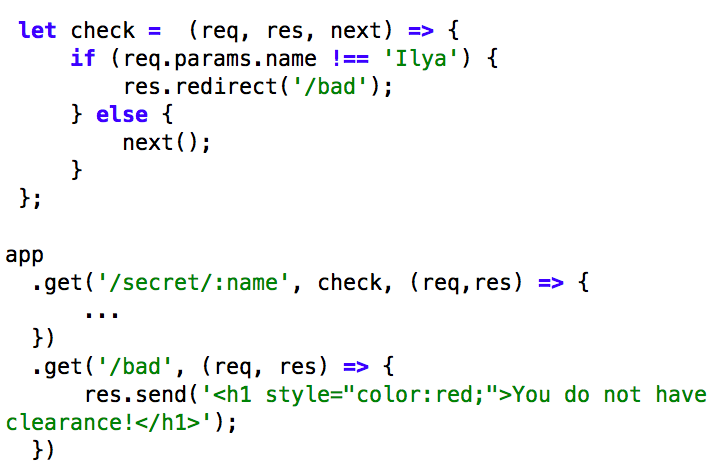 let check =  (req, res, next) => {
    if (req.params.name !== 'Ilya') {
        res.redirect('/bad');
    } else {
        next();
    }
};

app
  .get('/secret/:name', check, (req,res) => {
      ...
  })
  .get('/bad', (req, res) => {
      res.send('<h1 style="color:red;">You do not have
clearance!</h1>');
  })